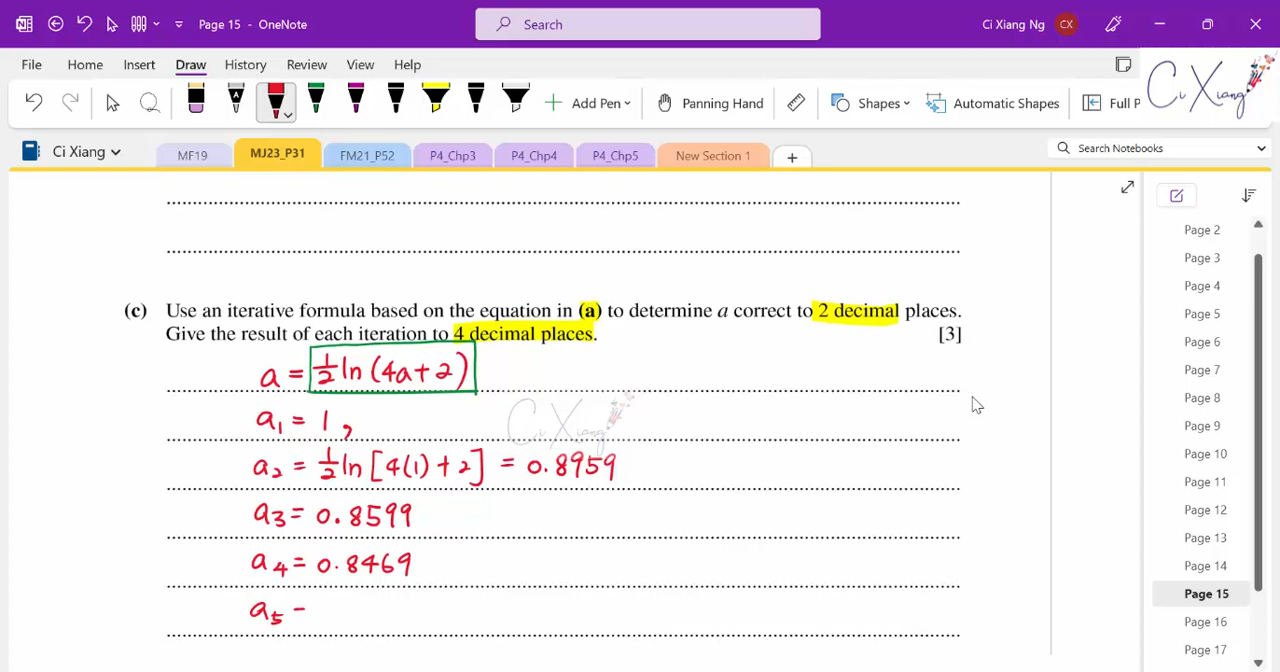 Page 15 - OneNote
Search
Ci Xiang Ng
CX
File Home Insert Draw History Review View Help
Add Pen
Panning Hand
Shapes
Automatic Shapes
Full P
Ci Xiang
Ci Xiang
MF19
MJ23_P31
FM21_P52
P4_Chp3
P4_Chp4
P4_Chp5
New Section 1
+
Search Notebooks
(c) Use an iterative formula based on the equation in (a) to determine a correct to 2 decimal places.
Give the result of each iteration to 4 decimal places. [3]
a = ½ ln (4a + 2)
a₁ = 1 ,
Ci Xiang
a₂ = ½ ln [4(1) + 2] = 0.8959
a₃ = 0.8599
a₄ = 0.8469
a₅ =
Page 2
Page 3
Page 4
Page 5
Page 6
Page 7
Page 8
Page 9
Page 10
Page 11
Page 12
Page 13
Page 14
Page 15
Page 16
Page 17